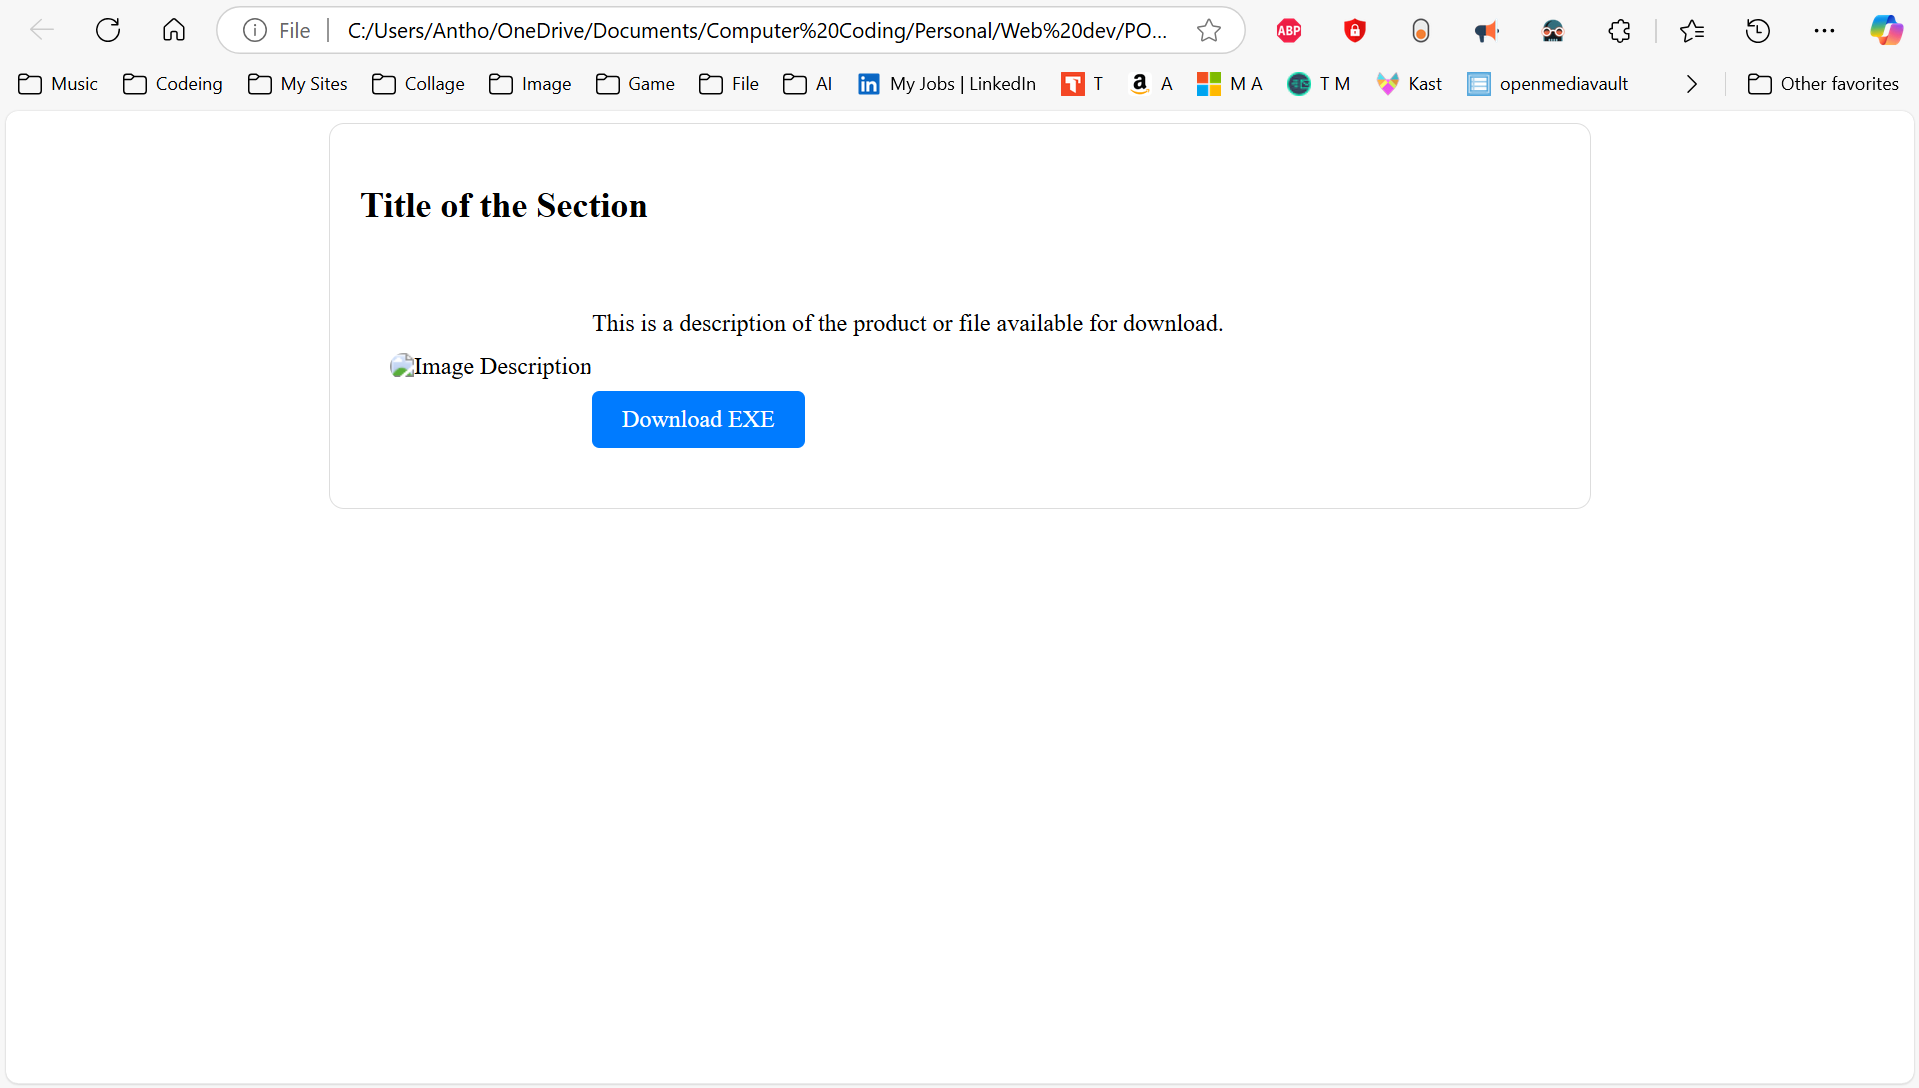 File C:/Users/Antho/OneDrive/Documents/Computer%20Coding/Personal/Web%20dev/PO... ABP
Music Codeing My Sites Collage Image Game File AI My Jobs | LinkedIn T A M A T M Kast openmediavault Other favorites
Title of the Section
This is a description of the product or file available for download.
Image Description
Download EXE